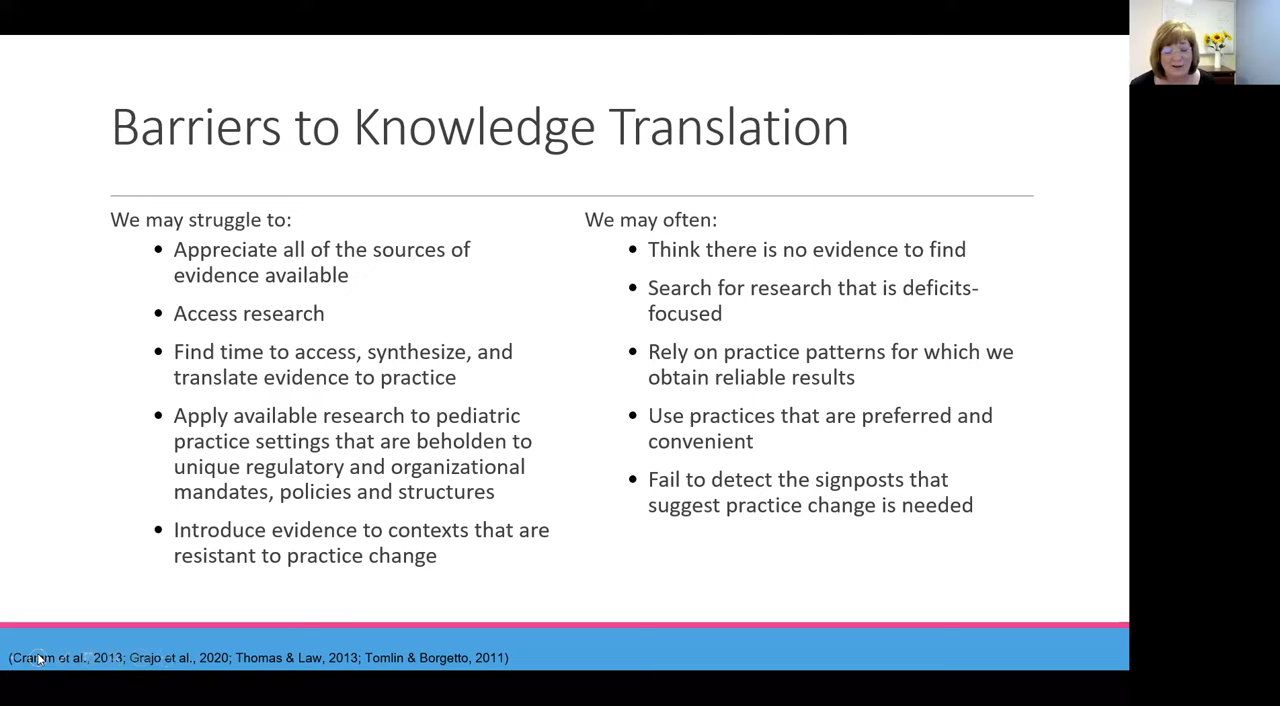 Barriers to Knowledge Translation
We may struggle to:
• Appreciate all of the sources of
evidence available
• Access research
• Find time to access, synthesize, and
translate evidence to practice
• Apply available research to pediatric
practice settings that are beholden to
unique regulatory and organizational
mandates, policies and structures
• Introduce evidence to contexts that are
resistant to practice change
We may often:
• Think there is no evidence to find
• Search for research that is deficits-
focused
• Rely on practice patterns for which we
obtain reliable results
• Use practices that are preferred and
convenient
• Fail to detect the signposts that
suggest practice change is needed
(Cramm et al., 2013; Grajo et al., 2020; Thomas & Law, 2013; Tomlin & Borgetto, 2011)